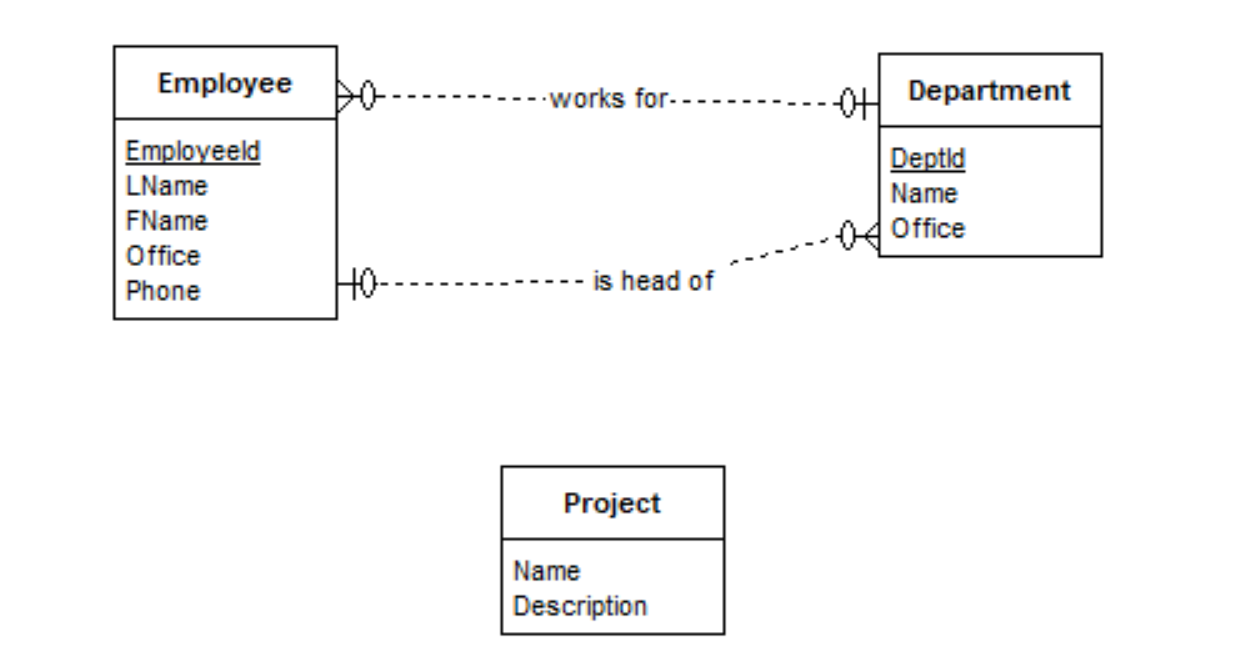 Employee
EmployeeId
LName
FName
Office
Phone
works for
is head of
Department
DeptId
Name
Office
Project
Name
Description